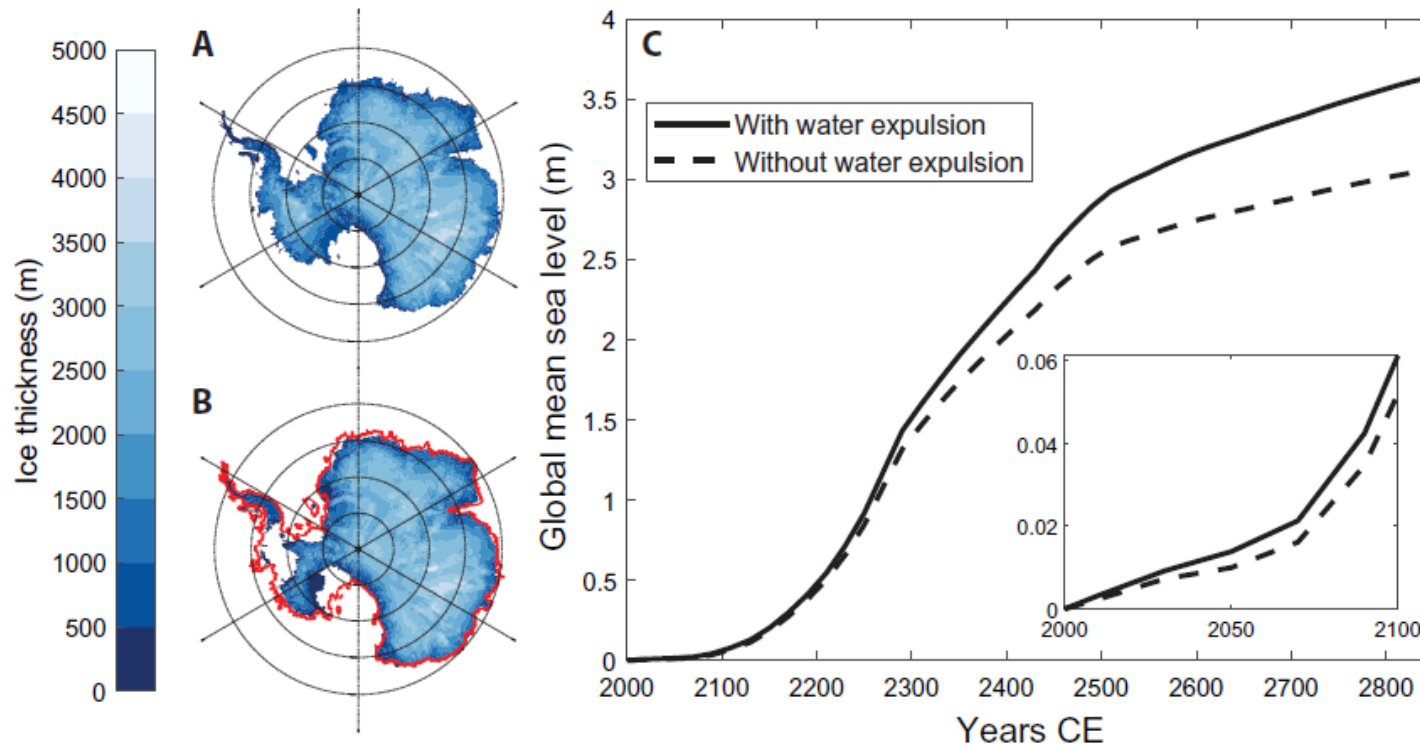 Ice thickness (m)
5000
4500
4000
3500
3000
2500
2000
1500
1000
500
0
A
B
C
Global mean sea level (m)
4
3.5
3
2.5
2
1.5
1
0.5
0
With water expulsion
Without water expulsion
0.06
0.04
0.02
0
2000 2050 2100
2000 2100 2200 2300 2400 2500 2600 2700 2800
Years CE